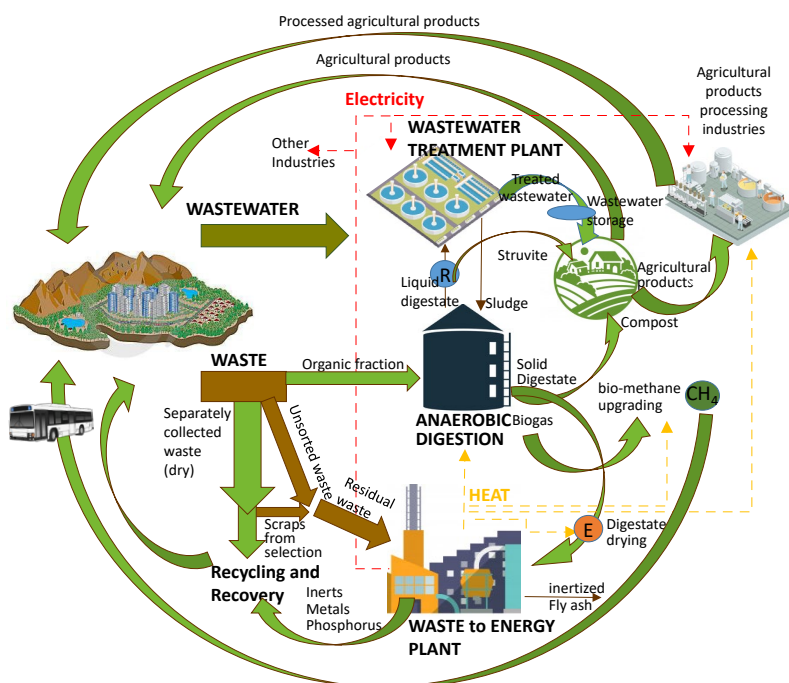 Processed agricultural products
Agricultural products
Agricultural
products
processing
industries
Electricity
Other
Industries
WASTEWATER
TREATMENT PLANT
Treated
wastewater
Wastewater
storage
WASTEWATER
R
Struvite
Liquid
digestate
Sludge
Agricultural
products
Compost
WASTE
Organic fraction
Solid
Digestate
ANAEROBIC
DIGESTION
Biogas
bio-methane
upgrading
CH4
Separately
collected
waste
(dry)
Unsorted waste
Residual
waste
HEAT
E
Digestate
drying
Scraps
from
selection
Recycling and
Recovery
Inerts
Metals
Phosphorus
inertized
Fly ash
WASTE to ENERGY
PLANT